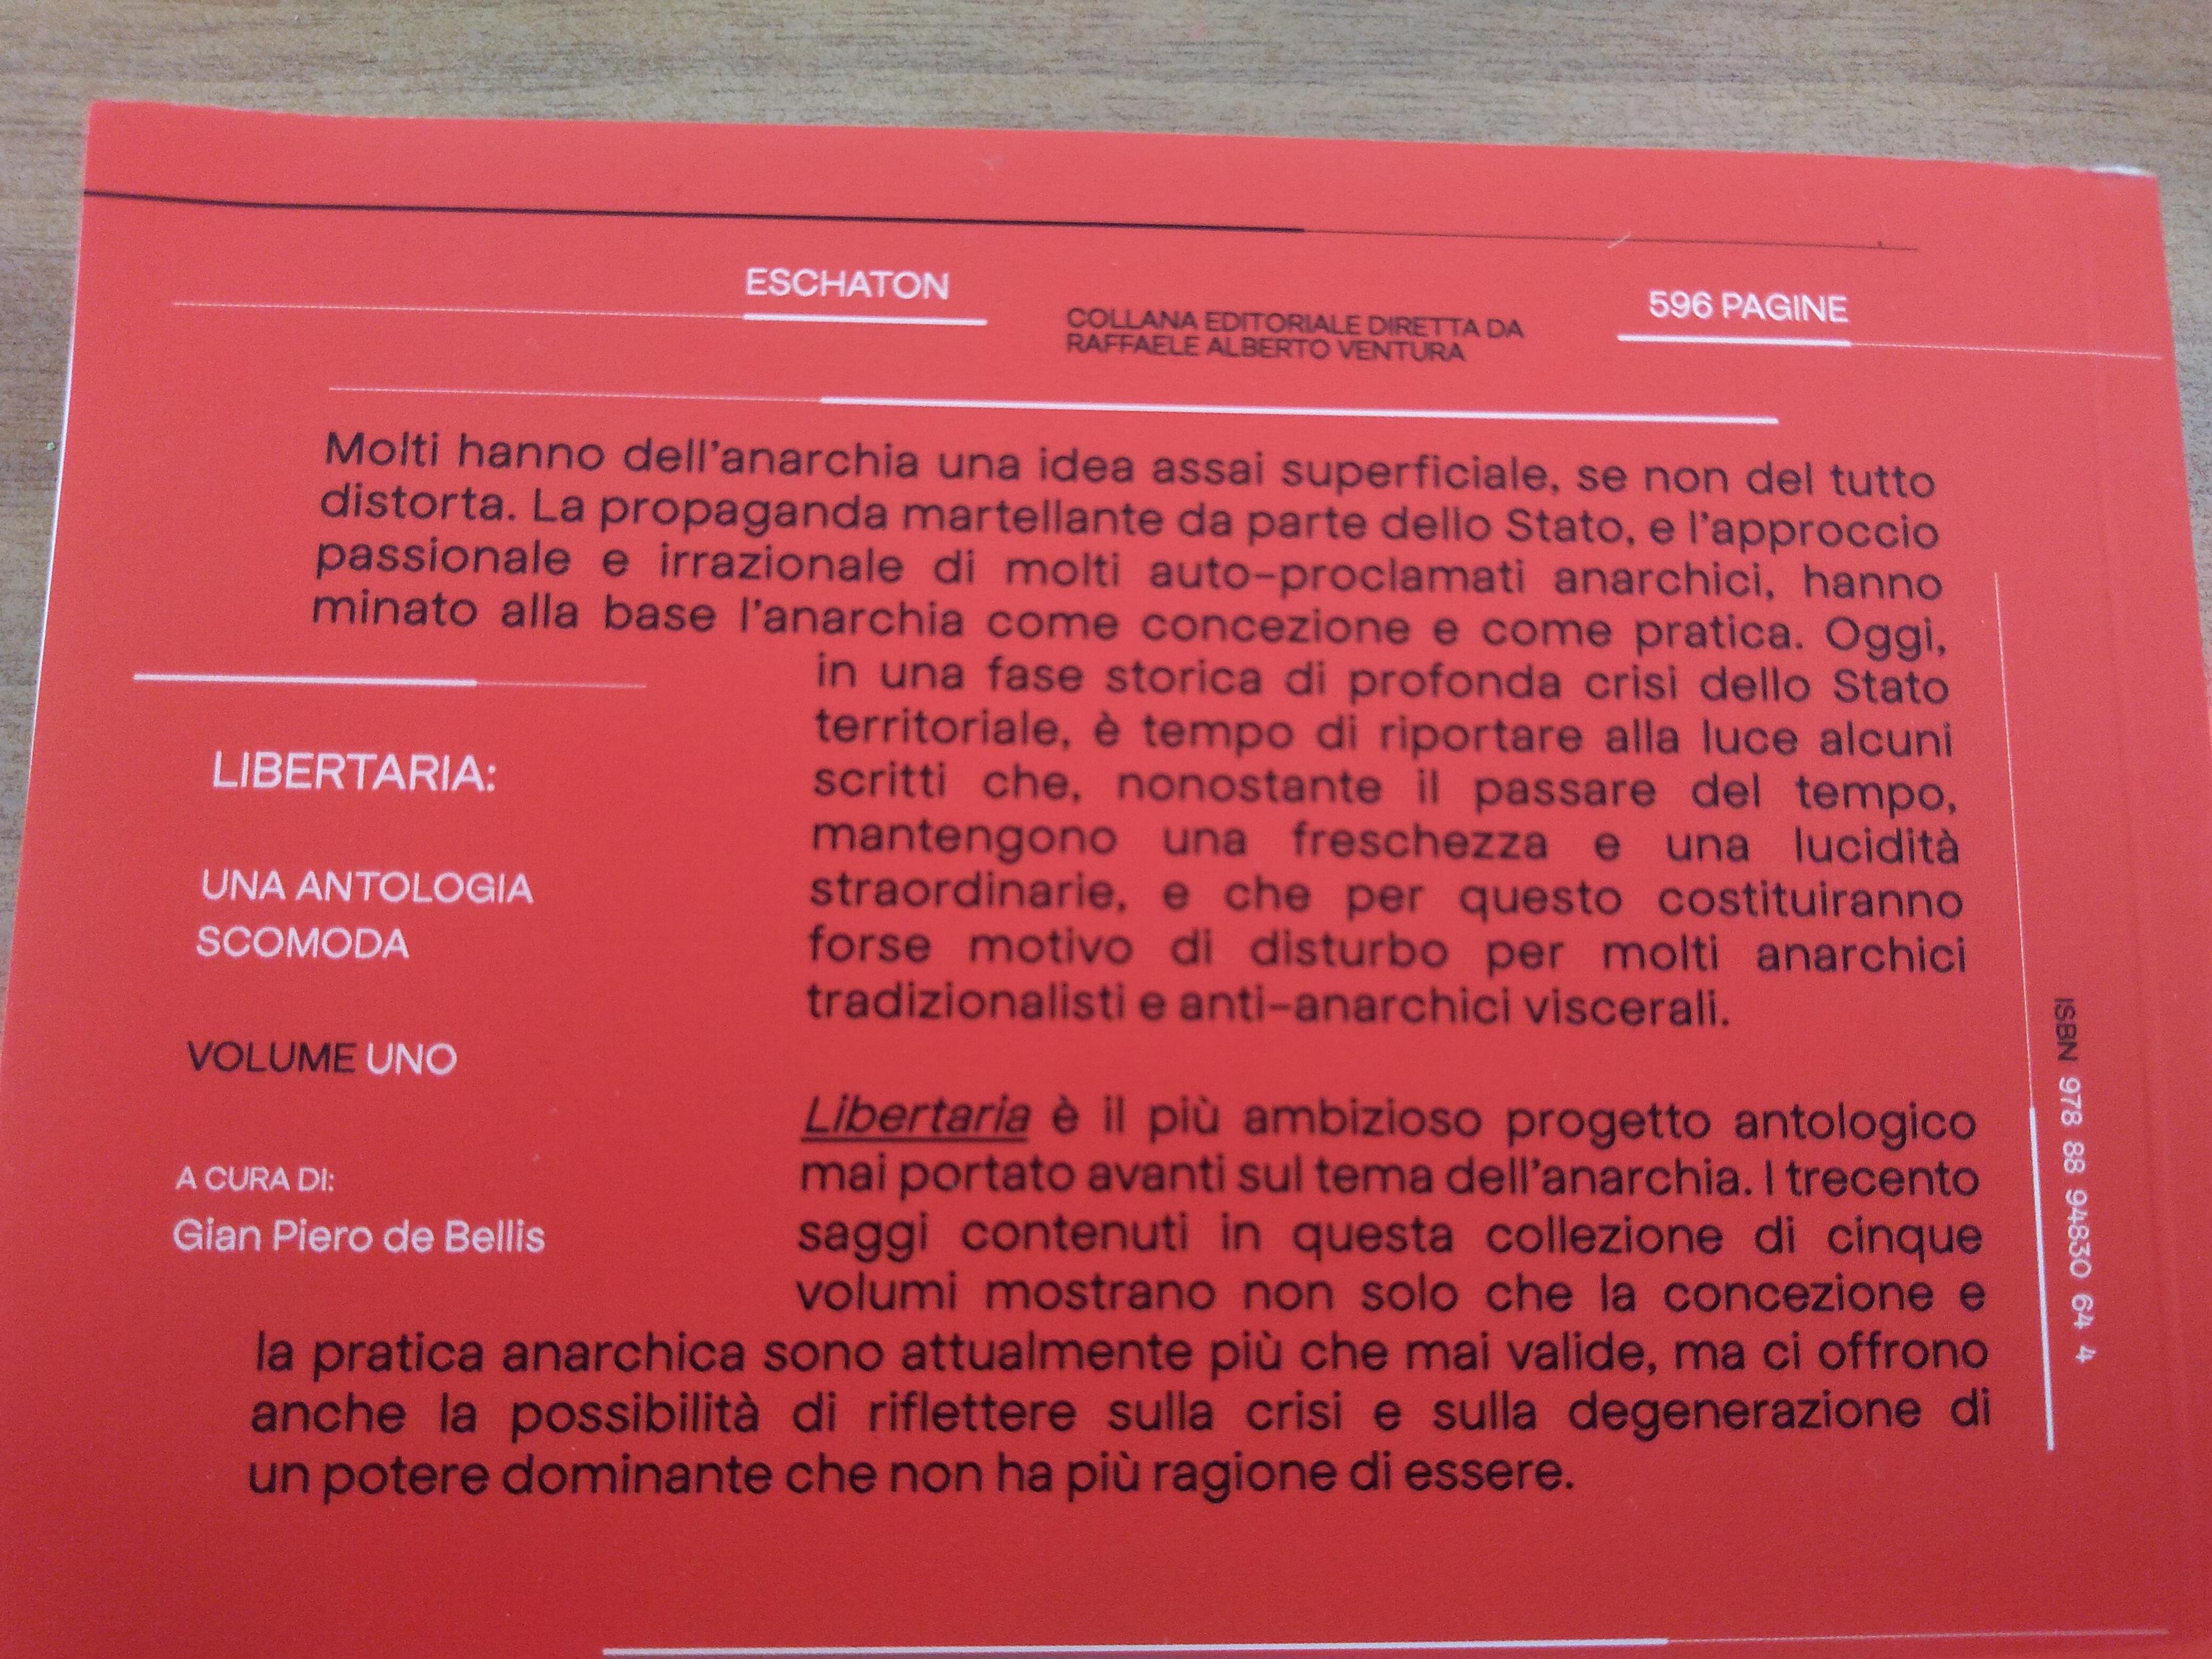 ESCHATON
COLLANA EDITORIALE DIRETTA DA
RAFFAELE ALBERTO VENTURA
596 PAGINE
Molti hanno dell'anarchia una idea assai superficiale, se non del tutto
distorta. La propaganda martellante da parte dello Stato, e l'approccio
passionale e irrazionale di molti auto-proclamati anarchici, hanno
minato alla base l'anarchia come concezione e come pratica. Oggi,
in una fase storica di profonda crisi dello Stato
territoriale, è tempo di riportare alla luce alcuni
scritti che, nonostante il passare del tempo,
mantengono una freschezza e una lucidità
straordinarie, e che per questo costituiranno
forse motivo di disturbo per molti anarchici
tradizionalisti e anti-anarchici viscerali.
LIBERTARIA:
UNA ANTOLOGIA
SCOMODA
VOLUME UNO
A CURA DI:
Gian Piero de Bellis
Libertaria è il più ambizioso progetto antologico
mai portato avanti sul tema dell'anarchia. I trecento
saggi contenuti in questa collezione di cinque
volumi mostrano non solo che la concezione e
la pratica anarchica sono attualmente più che mai valide, ma ci offrono
anche la possibilità di riflettere sulla crisi e sulla degenerazione di
un potere dominante che non ha più ragione di essere.
ISBN 978 88 94830 64 4